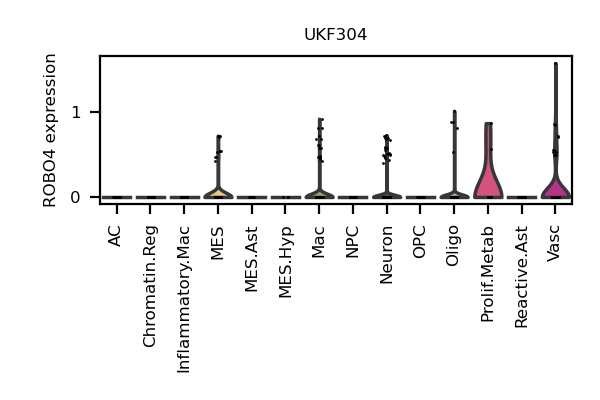 UKF304
ROBO4 expression
1
0
AC
Chromatin.Reg
Inflammatory.Mac
MES
MES.Ast
MES.Hyp
Mac
NPC
Neuron
OPC
Oligo
Prolif.Metab
Reactive.Ast
Vasc